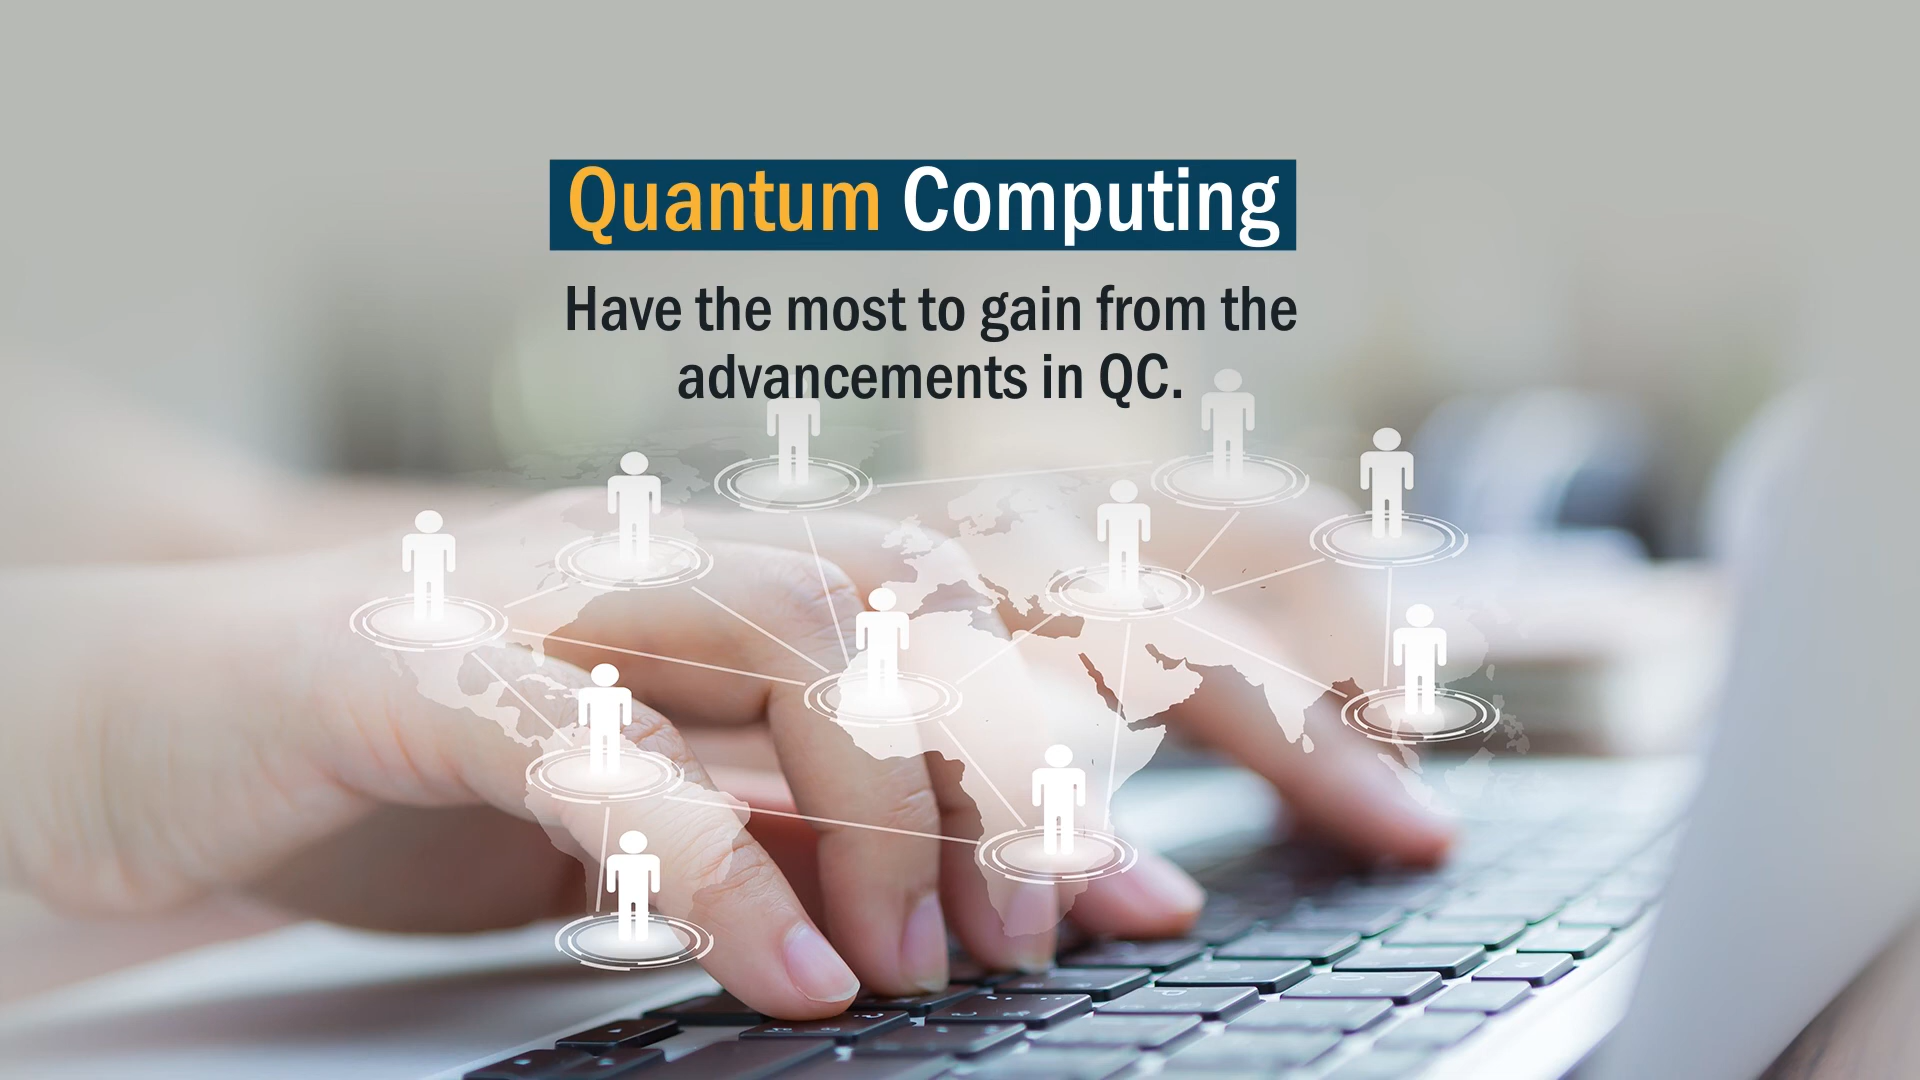 Quantum Computing
Have the most to gain from the
advancements in QC.